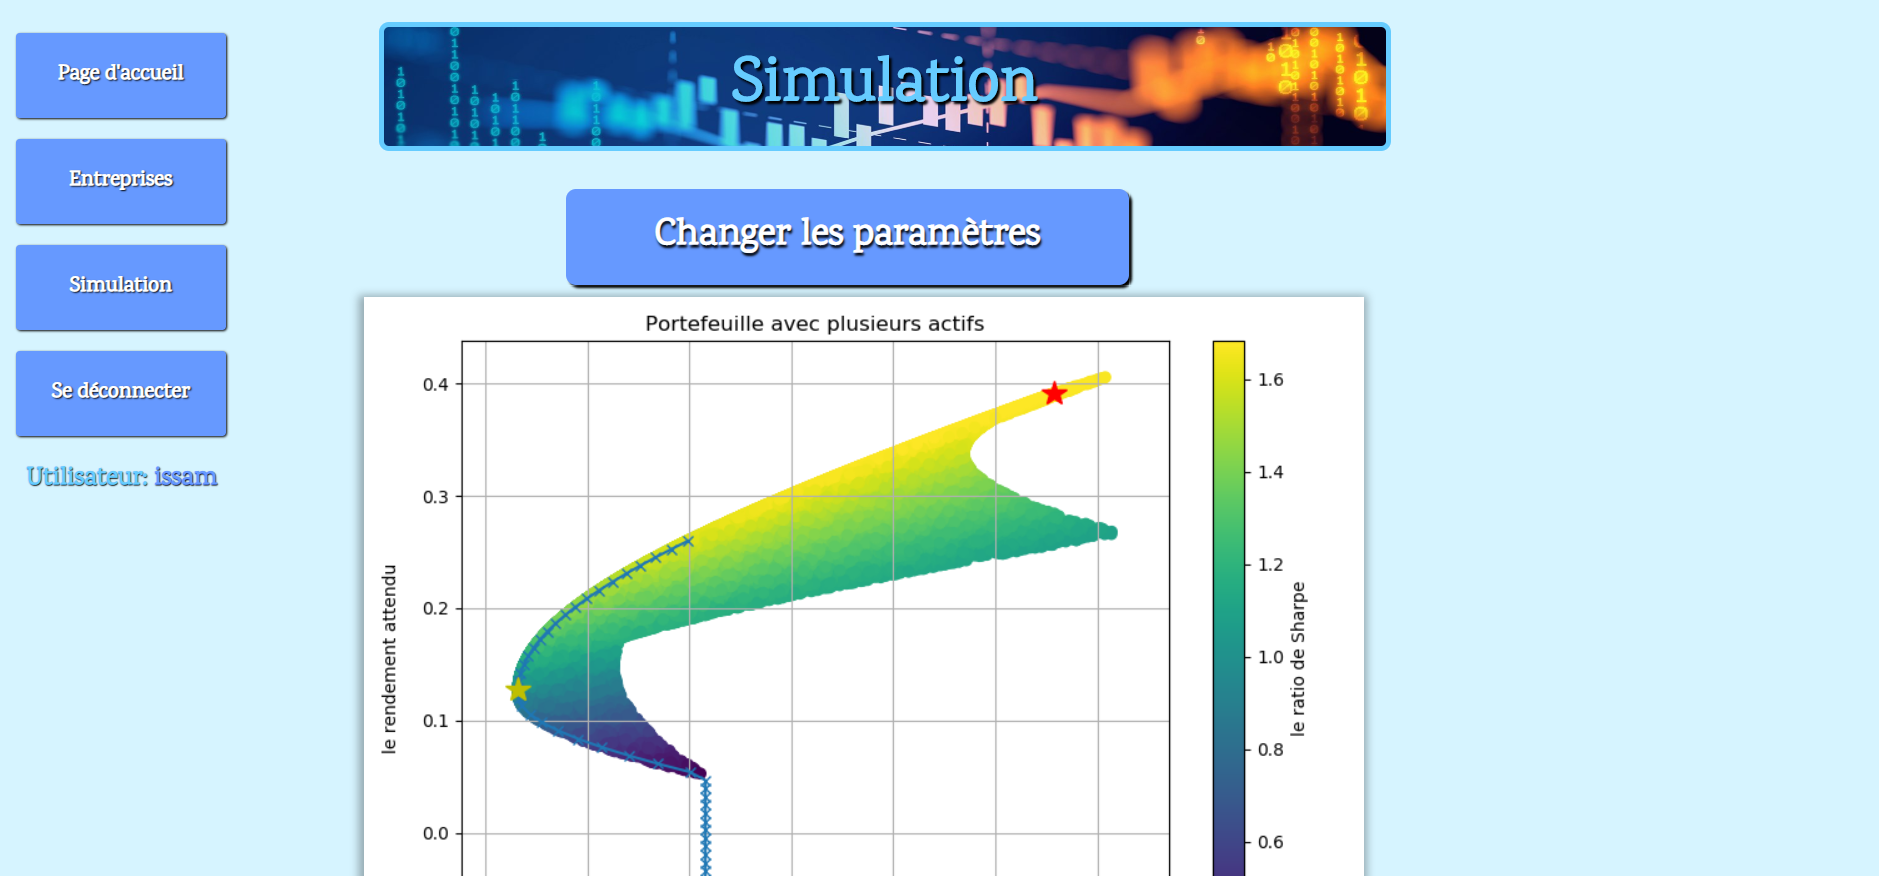 Page d'accueil
Entreprises
Simulation
Se déconnecter
Utilisateur: issam
Simulation
Changer les paramètres
Portefeuille avec plusieurs actifs
le rendement attendu
0.4
0.3
0.2
0.1
0.0
1.6
1.4
1.2
1.0
0.8
0.6
le ratio de Sharpe